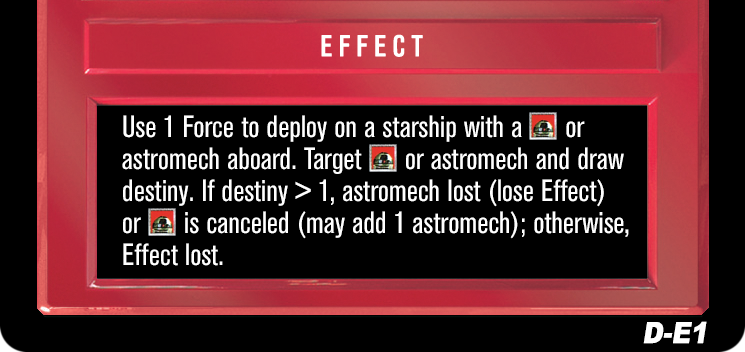 EFFECT
Use 1 Force to deploy on a starship with a or
astromech aboard. Target or astromech and draw
destiny. If destiny > 1, astromech lost (lose Effect)
or is canceled (may add 1 astromech); otherwise,
Effect lost.
D-E1